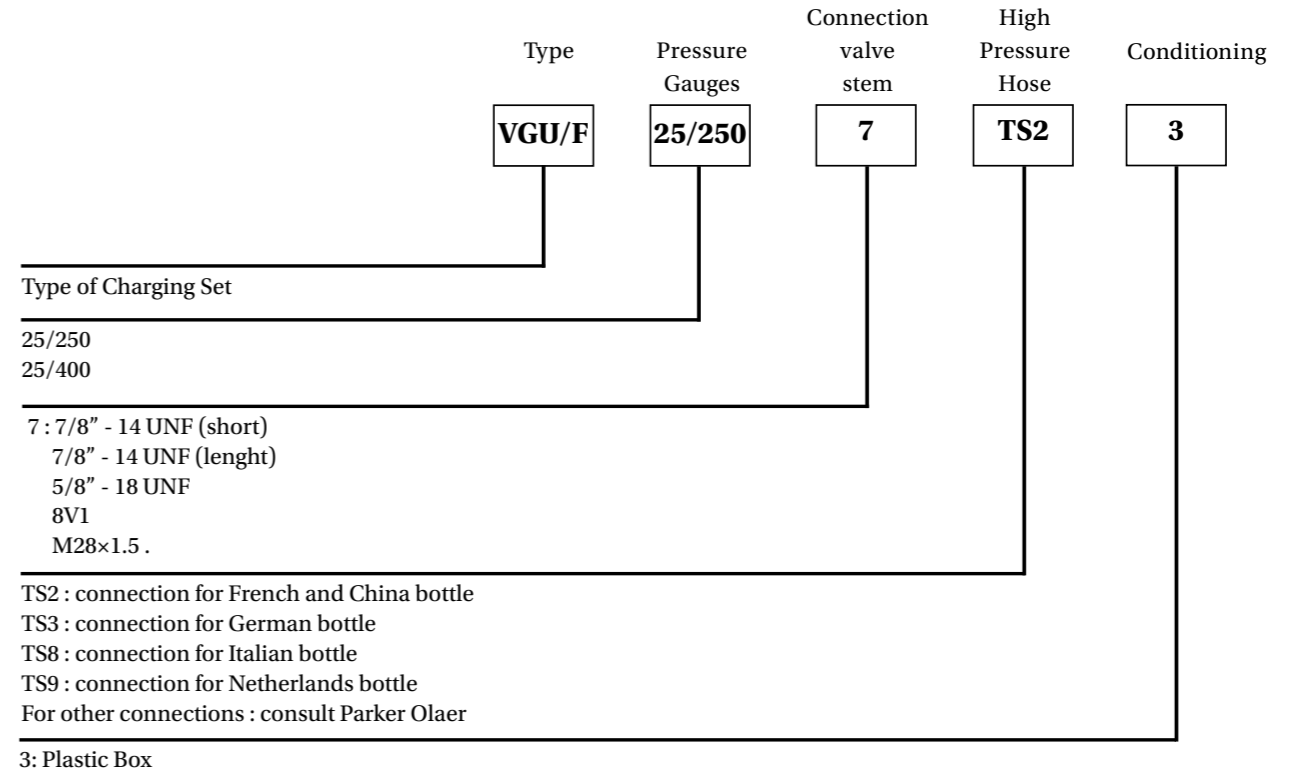 Type
Pressure
Gauges
Connection
valve
stem
High
Pressure
Hose
Conditioning
VGU/F
25/250
7
TS2
3
Type of Charging Set
25/250
25/400
7 : 7/8” - 14 UNF (short)
7/8” - 14 UNF (lenght)
5/8” - 18 UNF
8V1
M28×1.5 .
TS2 : connection for French and China bottle
TS3 : connection for German bottle
TS8 : connection for Italian bottle
TS9 : connection for Netherlands bottle
For other connections : consult Parker Olaer
3: Plastic Box